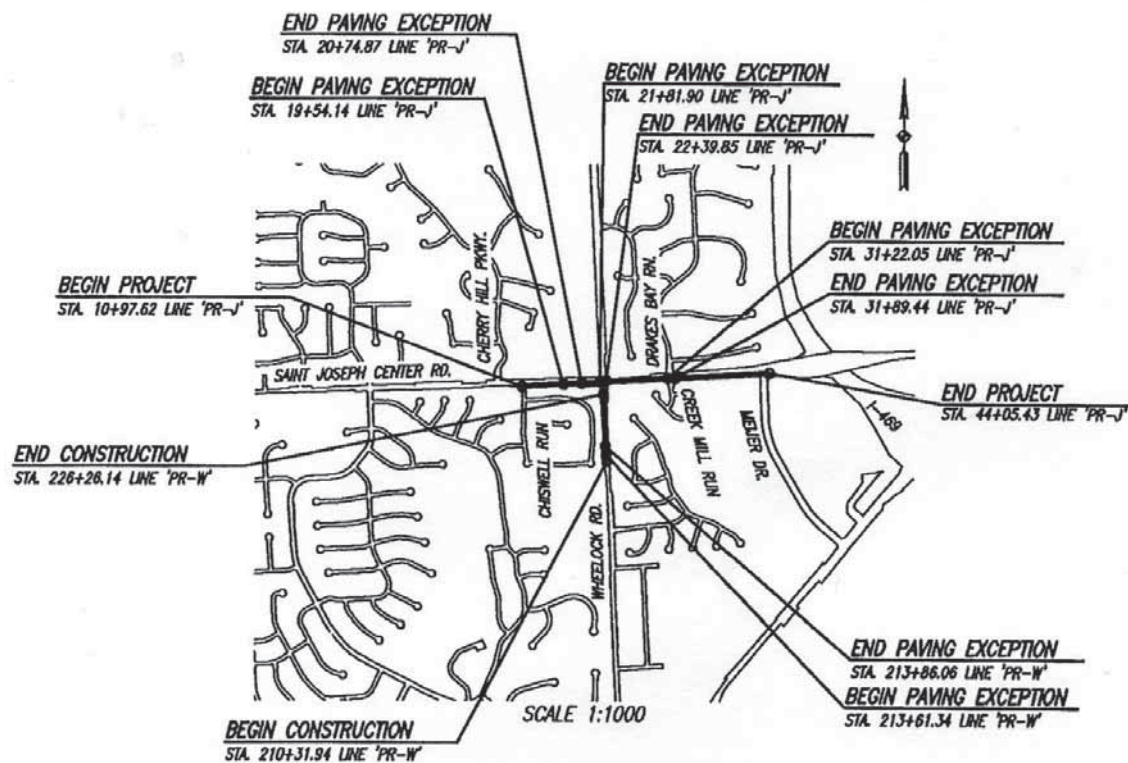 END PAVING EXCEPTION
STA. 20+74.87 LINE 'PR-J'
BEGIN PAVING EXCEPTION
STA. 19+54.14 LINE 'PR-J'
BEGIN PAVING EXCEPTION
STA. 21+81.90 LINE 'PR-J'
END PAVING EXCEPTION
STA. 22+39.85 LINE 'PR-J'
BEGIN PAVING EXCEPTION
STA. 31+22.05 LINE 'PR-J'
END PAVING EXCEPTION
STA. 31+89.44 LINE 'PR-J'
BEGIN PROJECT
STA. 10+97.62 LINE 'PR-J'
CHERRY HILL PKWY.
DRAKES BAY RN.
SAINT JOSEPH CENTER RD.
END PROJECT
STA. 44+05.43 LINE 'PR-J'
I-469
MEIJER DR.
CREEK MILL RUN
CHISWELL RUN
END CONSTRUCTION
STA. 226+26.14 LINE 'PR-W'
WHEELOCK RD.
END PAVING EXCEPTION
STA. 213+86.06 LINE 'PR-W'
BEGIN PAVING EXCEPTION
STA. 213+61.34 LINE 'PR-W'
SCALE 1:1000
BEGIN CONSTRUCTION
STA. 210+31.94 LINE 'PR-W'